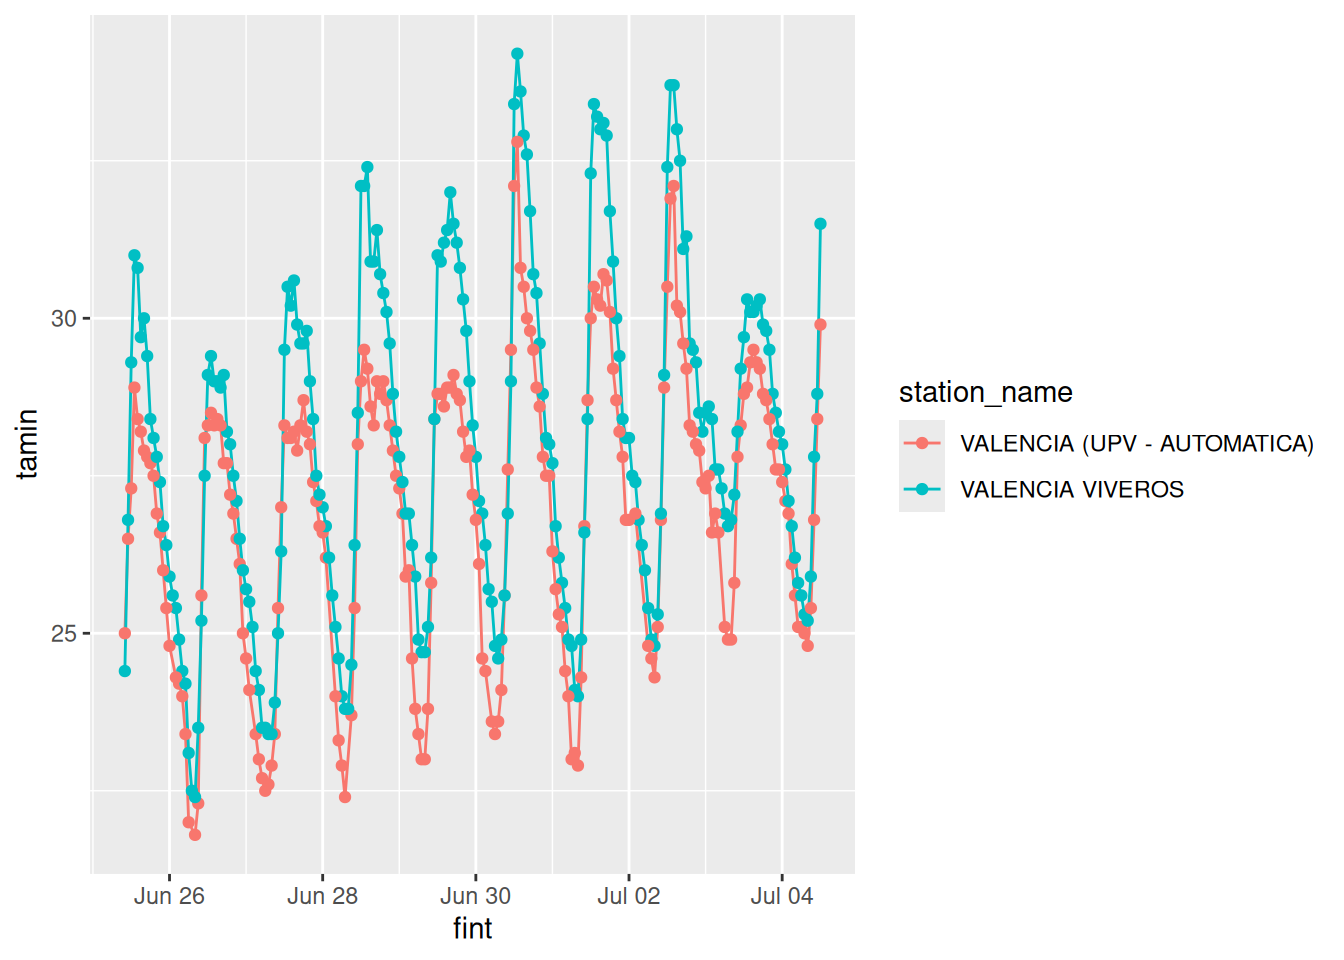 tamin
30
25
Jun 26
Jun 28
Jun 30
Jul 02
Jul 04
fint
station_name
VALENCIA (UPV - AUTOMATICA)
VALENCIA VIVEROS